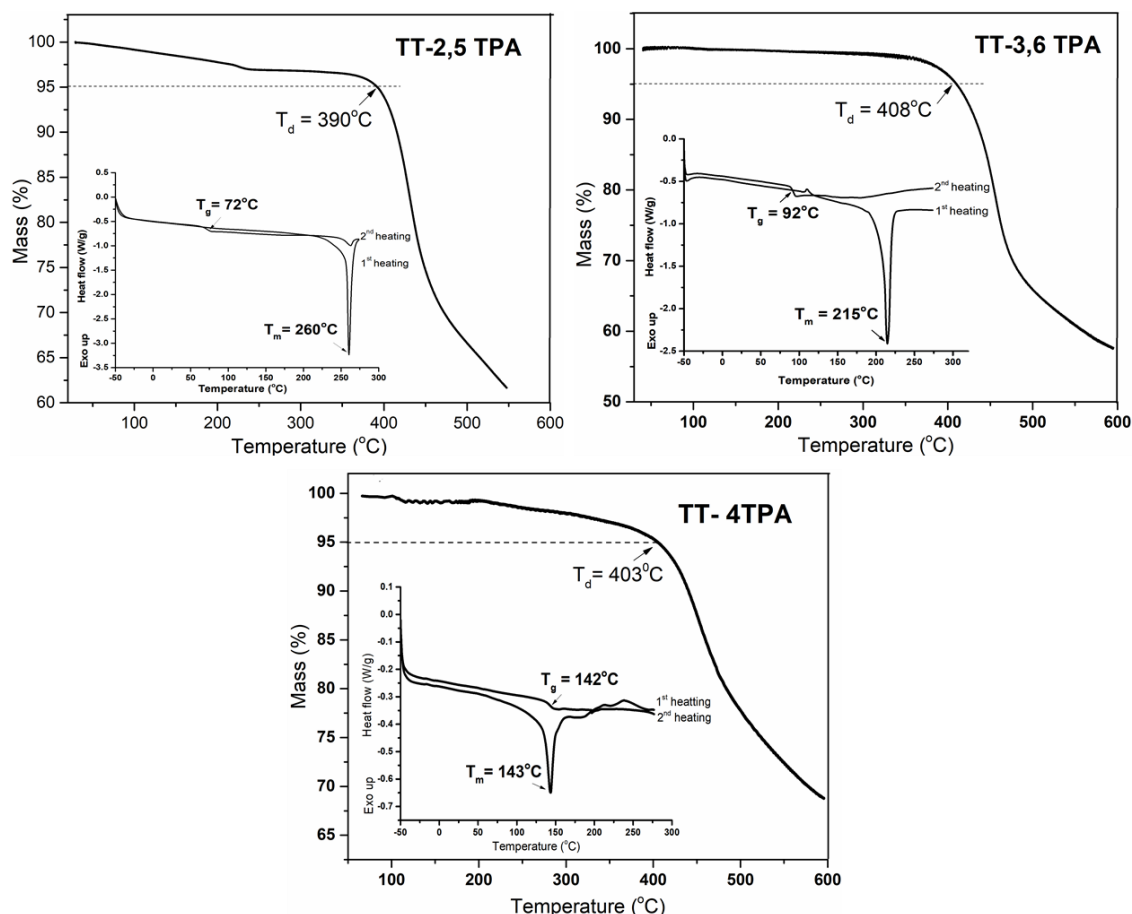 TT-2,5 TPA
100
95
90
85
80
75
70
65
60
Mass (%)
T_d = 390°C
0.5
0.0
-0.5
-1.0
-1.5
-2.0
-2.5
-3.0
-3.5
Heat flow (W/g)
Exo up
T_g = 72°C
2nd heating
1st heating
T_m = 260°C
-50 0 50 100 150 200 250 300
Temperature (°C)
0 100 200 300 400 500 600
Temperature (°C)
TT-3,6 TPA
100
90
80
70
60
50
Mass (%)
T_d = 408°C
0.0
-0.5
-1.0
-1.5
-2.0
-2.5
Heat flow (W/g)
Exo up
T_g = 92°C
2nd heating
1st heating
T_m = 215°C
-50 0 50 100 150 200 250 300
Temperature (°C)
0 100 200 300 400 500 600
Temperature (°C)
TT- 4TPA
100
95
90
85
80
75
70
65
Mass (%)
T_d = 403⁰C
0.1
0.0
-0.1
-0.2
-0.3
-0.4
-0.5
-0.6
-0.7
Heat flow (W/g)
Exo up
T_g = 142°C
1st heatting
2nd heating
T_m = 143°C
-50 0 50 100 150 200 250 300
Temperature (°C)
100 200 300 400 500 600
Temperature (°C)